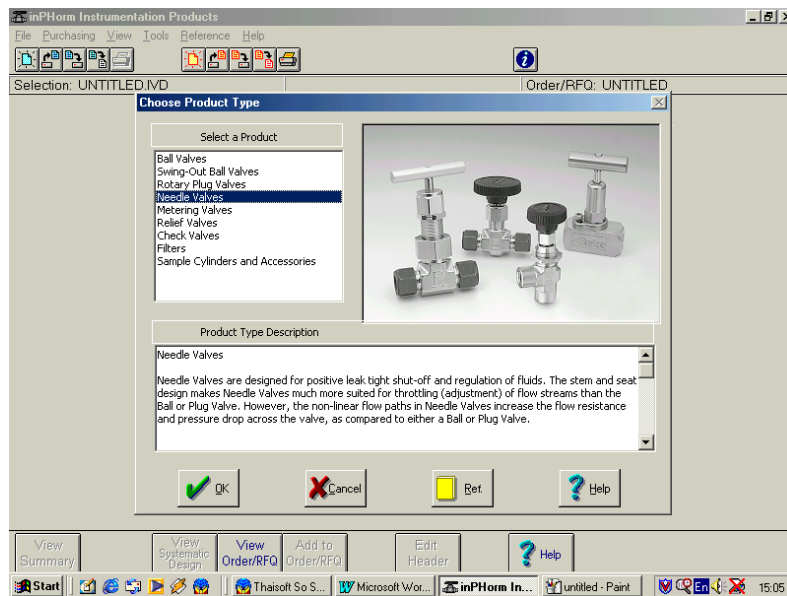 inPHorm Instrumentation Products
File Purchasing View Tools Reference Help
Selection: UNTITLED.IVD
Order/RFQ: UNTITLED
Choose Product Type
Select a Product
Ball Valves
Swing-Out Ball Valves
Rotary Plug Valves
Needle Valves
Metering Valves
Relief Valves
Check Valves
Filters
Sample Cylinders and Accessories
Product Type Description
Needle Valves
Needle Valves are designed for positive leak tight shut-off and regulation of fluids. The stem and seat
design makes Needle Valves much more suited for throttling (adjustment) of flow streams than the
Ball or Plug Valve. However, the non-linear flow paths in Needle Valves increase the flow resistance
and pressure drop across the valve, as compared to either a Ball or Plug Valve.
OK
Cancel
Ref.
Help
View
Summary
View
Systematic
Design
View
Order/RFQ
Add to
Order/RFQ
Edit
Header
Help
Start
Thaisoft So S...
Microsoft Wor...
inPHorm In...
untitled - Paint
En
15:05